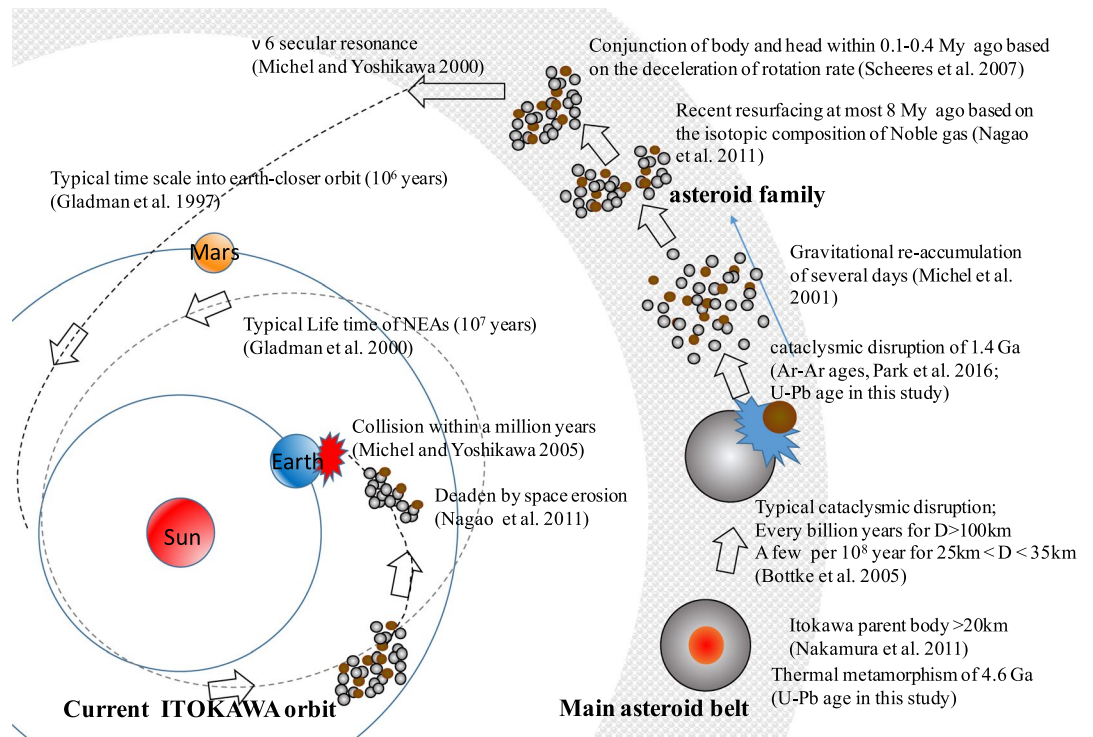 ν 6 secular resonance
(Michel and Yoshikawa 2000)
Conjunction of body and head within 0.1-0.4 My ago based
on the deceleration of rotation rate (Scheeres et al. 2007)
Recent resurfacing at most 8 My ago based on
the isotopic composition of Noble gas (Nagao
et al. 2011)
asteroid family
Typical time scale into earth-closer orbit (10⁶ years)
(Gladman et al. 1997)
Mars
Gravitational re-accumulation
of several days (Michel et al.
2001)
Typical Life time of NEAs (10⁷ years)
(Gladman et al. 2000)
cataclysmic disruption of 1.4 Ga
(Ar-Ar ages, Park et al. 2016;
U-Pb age in this study)
Collision within a million years
(Michel and Yoshikawa 2005)
Earth
Deaden by space erosion
(Nagao et al. 2011)
Sun
Typical cataclysmic disruption;
Every billion years for D>100km
A few per 10⁸ year for 25km < D < 35km
(Bottke et al. 2005)
Itokawa parent body >20km
(Nakamura et al. 2011)
Thermal metamorphism of 4.6 Ga
(U-Pb age in this study)
Current ITOKAWA orbit
Main asteroid belt